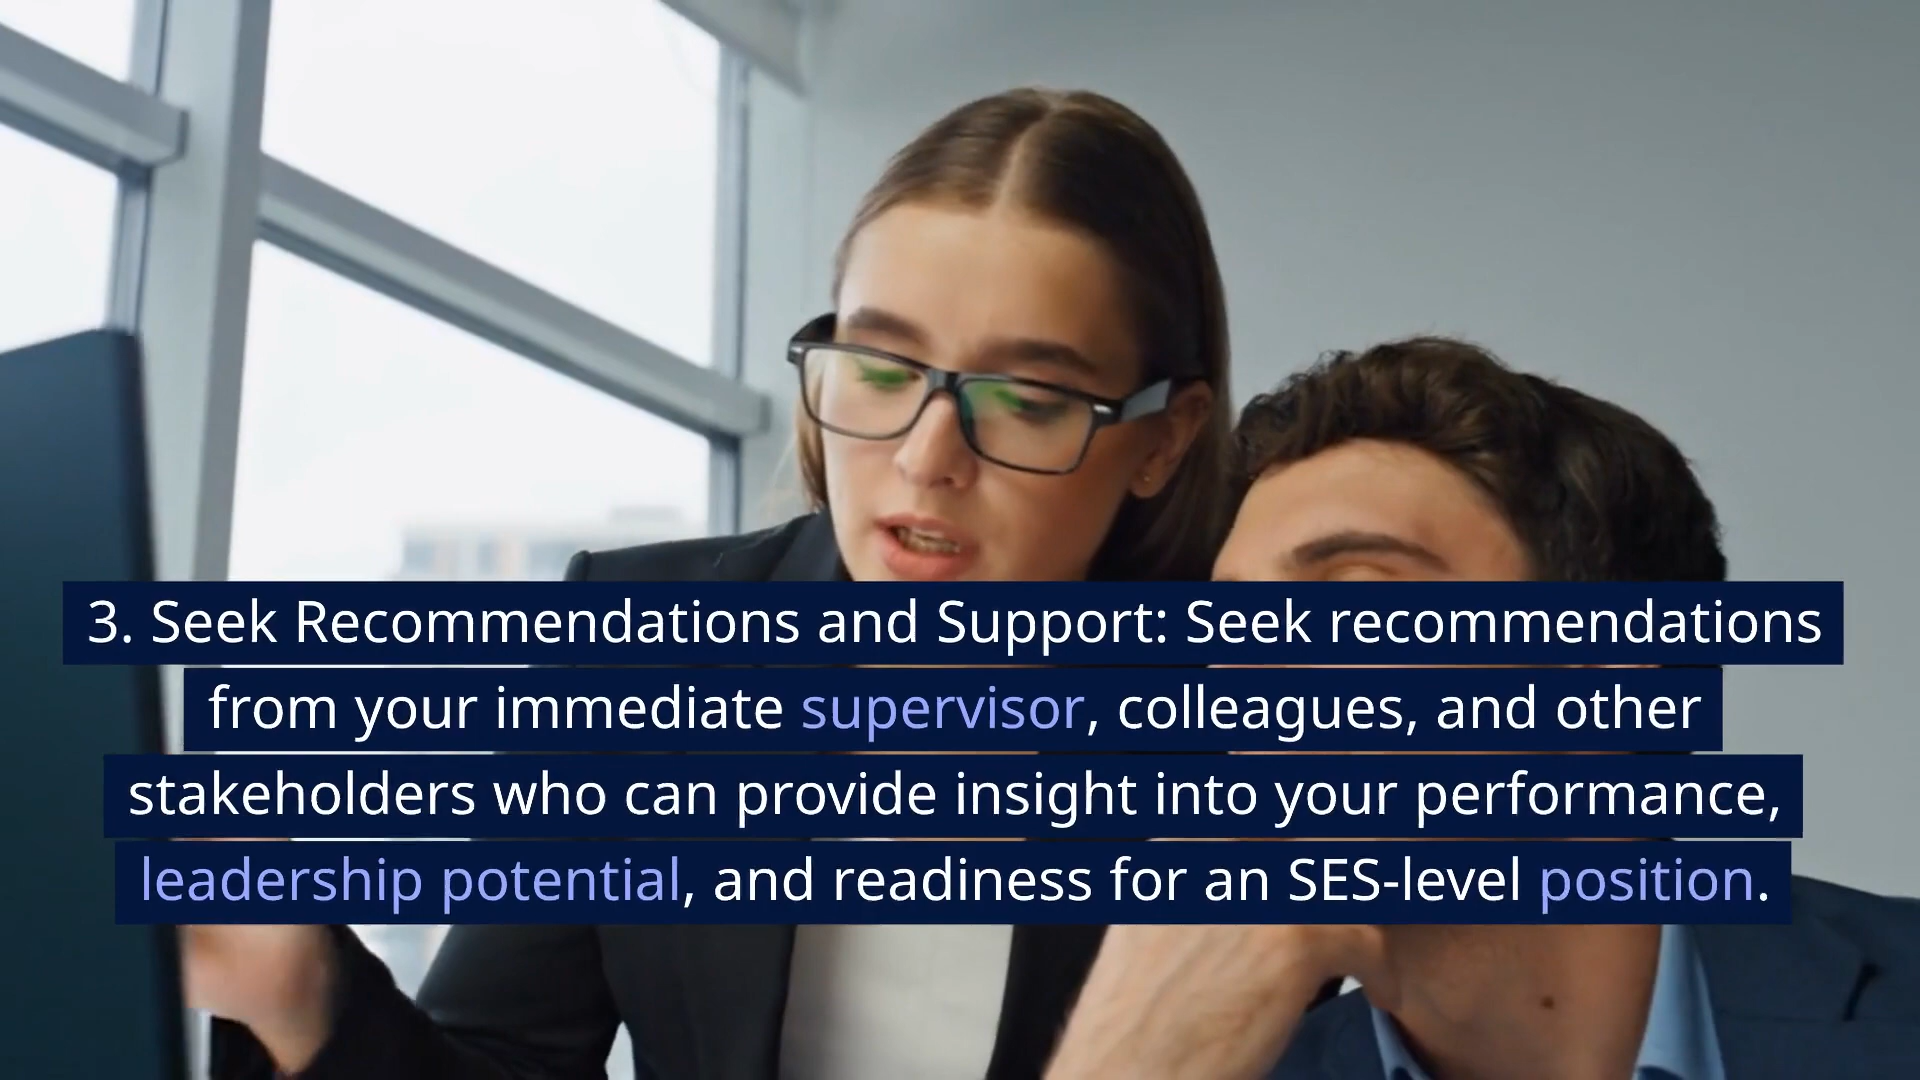 3. Seek Recommendations and Support: Seek recommendations
from your immediate supervisor, colleagues, and other
stakeholders who can provide insight into your performance,
leadership potential, and readiness for an SES-level position.